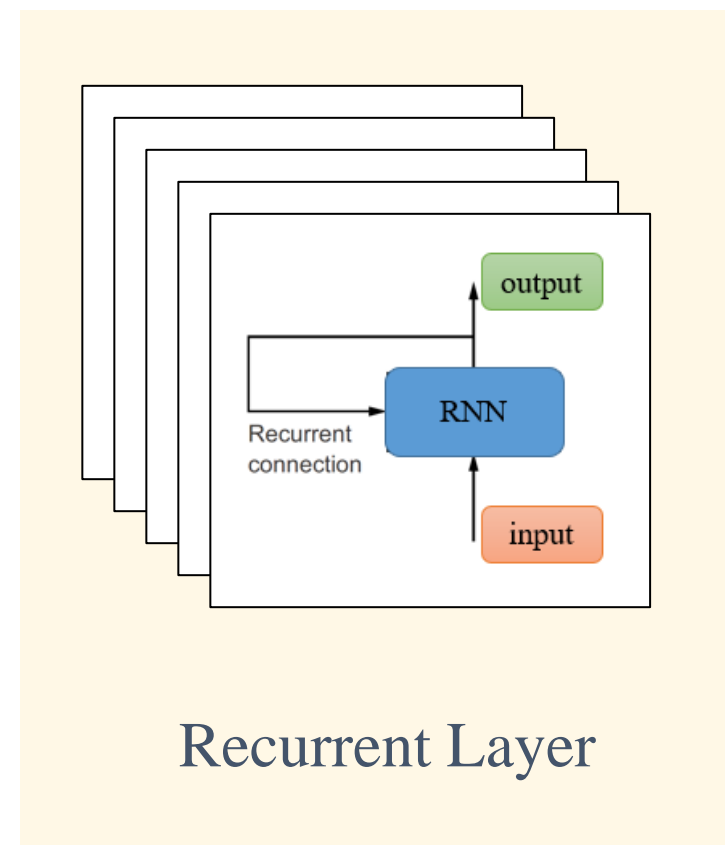 output
RNN
Recurrent
connection
input
Recurrent Layer